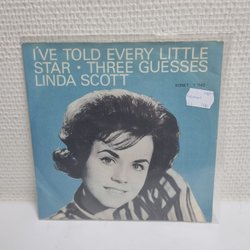 I'VE TOLD EVERY LITTLE
STAR • THREE GUESSES
LINDA SCOTT